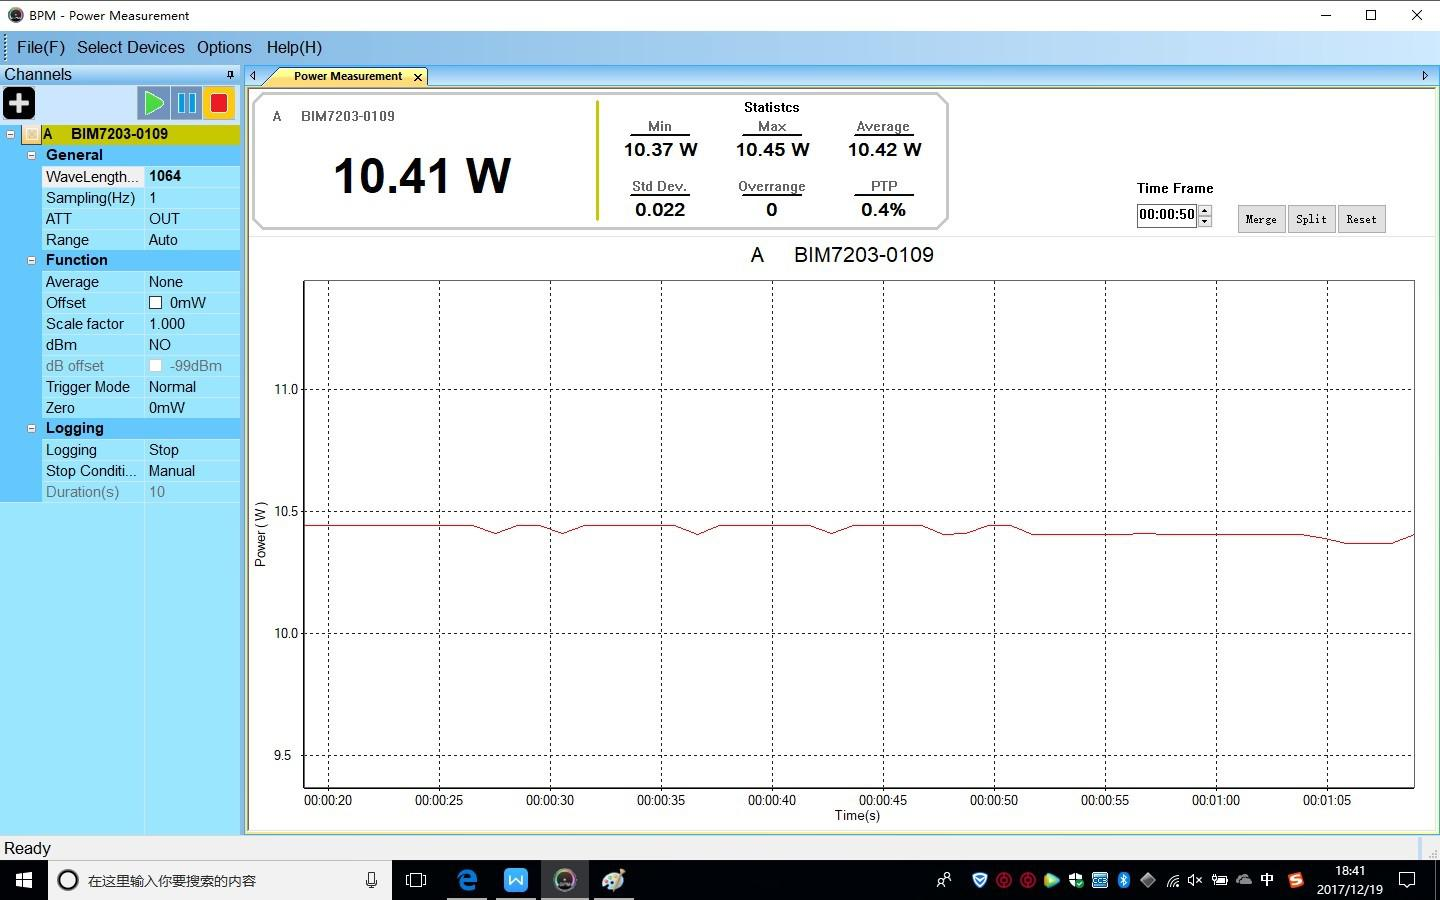 BPM - Power Measurement
File(F) Select Devices Options Help(H)
Channels
Power Measurement
A BIM7203-0109
General
WaveLength... 1064
Sampling(Hz) 1
ATT OUT
Range Auto
Function
Average None
Offset 0mW
Scale factor 1.000
dBm NO
dB offset -99dBm
Trigger Mode Normal
Zero 0mW
Logging
Logging Stop
Stop Conditi... Manual
Duration(s) 10
A BIM7203-0109
10.41 W
Statistcs
Min Max Average
10.37 W 10.45 W 10.42 W
Std Dev. Overrange PTP
0.022 0 0.4%
Time Frame
00:00:50
Merge Split Reset
A BIM7203-0109
Power ( W )
11.0
10.5
10.0
9.5
00:00:20 00:00:25 00:00:30 00:00:35 00:00:40 00:00:45 00:00:50 00:00:55 00:01:00 00:01:05
Time(s)
Ready
在这里输入你要搜索的内容
中
18:41
2017/12/19